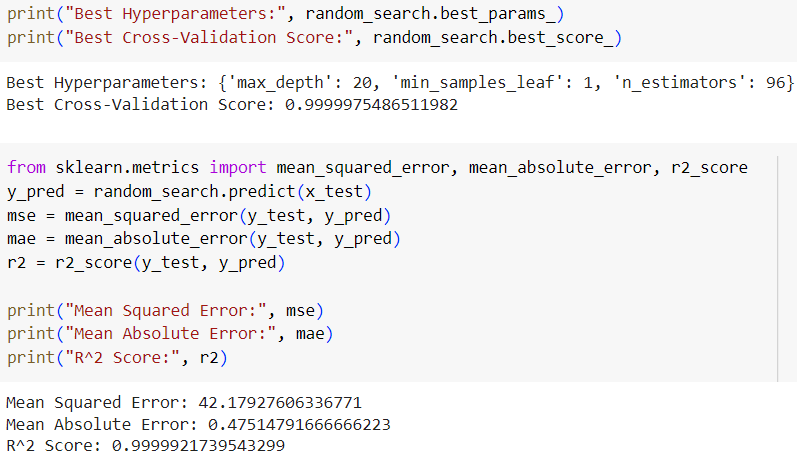 print("Best Hyperparameters:", random_search.best_params_)
print("Best Cross-Validation Score:", random_search.best_score_)
Best Hyperparameters: {'max_depth': 20, 'min_samples_leaf': 1, 'n_estimators': 96}
Best Cross-Validation Score: 0.9999975486511982
from sklearn.metrics import mean_squared_error, mean_absolute_error, r2_score
y_pred = random_search.predict(x_test)
mse = mean_squared_error(y_test, y_pred)
mae = mean_absolute_error(y_test, y_pred)
r2 = r2_score(y_test, y_pred)
print("Mean Squared Error:", mse)
print("Mean Absolute Error:", mae)
print("R^2 Score:", r2)
Mean Squared Error: 42.17927606336771
Mean Absolute Error: 0.47514791666666223
R^2 Score: 0.9999921739543299